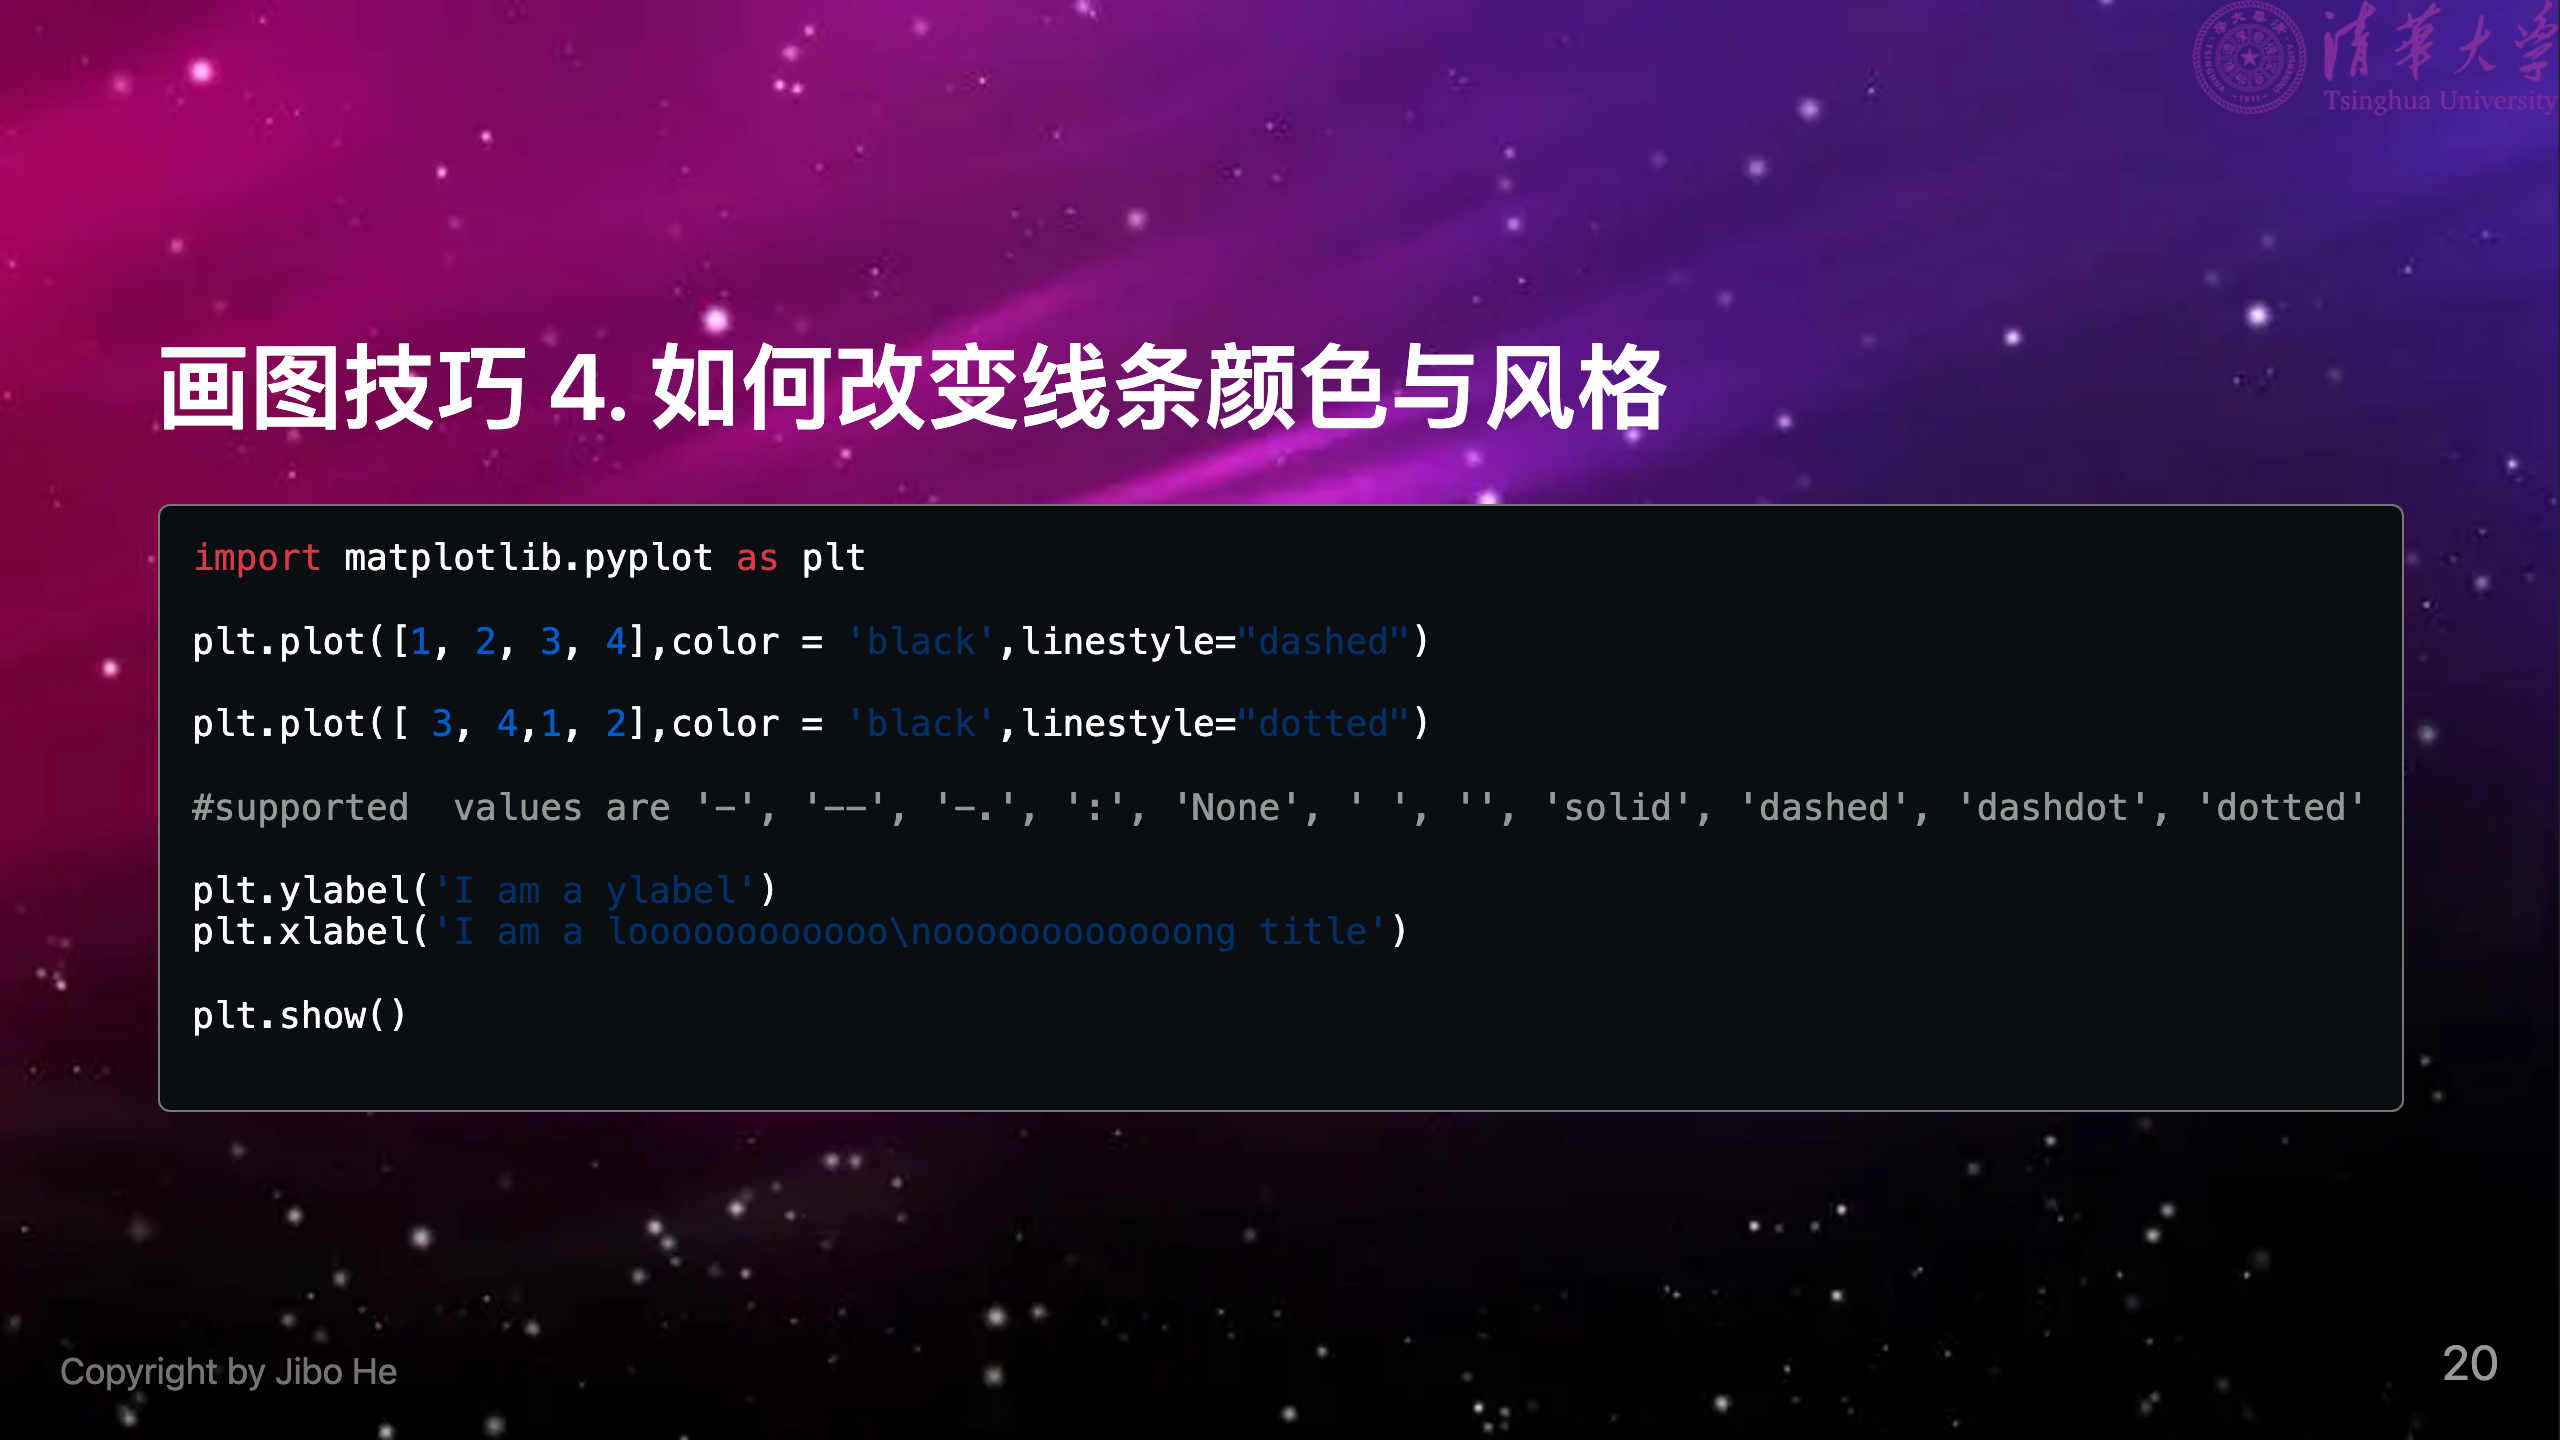 清华大学
Tsinghua University
画图技巧 4. 如何改变线条颜色与风格
import matplotlib.pyplot as plt
plt.plot([1, 2, 3, 4],color = 'black',linestyle="dashed")
plt.plot([ 3, 4,1, 2],color = 'black',linestyle="dotted")
#supported  values are '-', '--', '-.', ':', 'None', ' ', '', 'solid', 'dashed', 'dashdot', 'dotted'
plt.ylabel('I am a ylabel')
plt.xlabel('I am a loooooooooooo\nooooooooooooong title')
plt.show()
Copyright by Jibo He
20